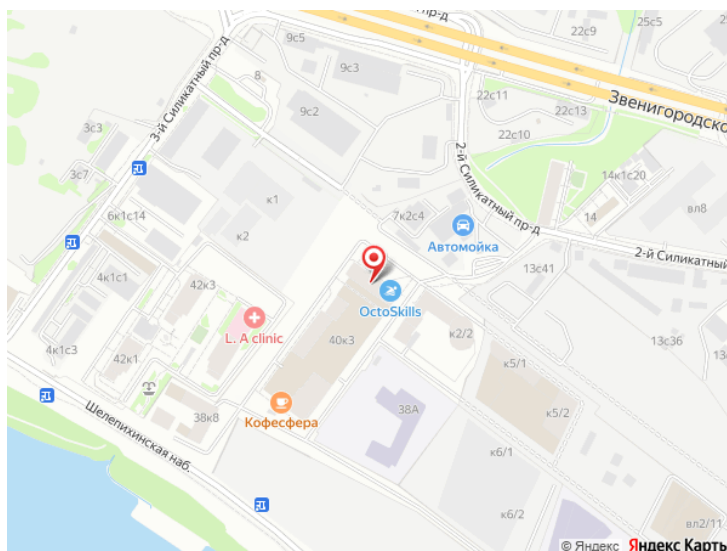 пр-д
25с
9с5
9с3
8
22с11
22с13
Звенигородско
3-й Силикатный пр-д
3с3
9с2
22с10
2-й Силикатный пр-д
14к1с20
3с7
к1
7к2с4
14
вл8
6к1с14
к2
Автомойка
2-й Силикатный
4к1с1
42к3
13с41
OctoSkills
L. A clinic
40к3
к2/2
13с36
4к1с3
42к1
к5/1
38к8
Кофесфера
38А
к5/2
Шелепихинская наб.
к6/1
к6/2
вл2/11
© Яндекс Яндекс Карты